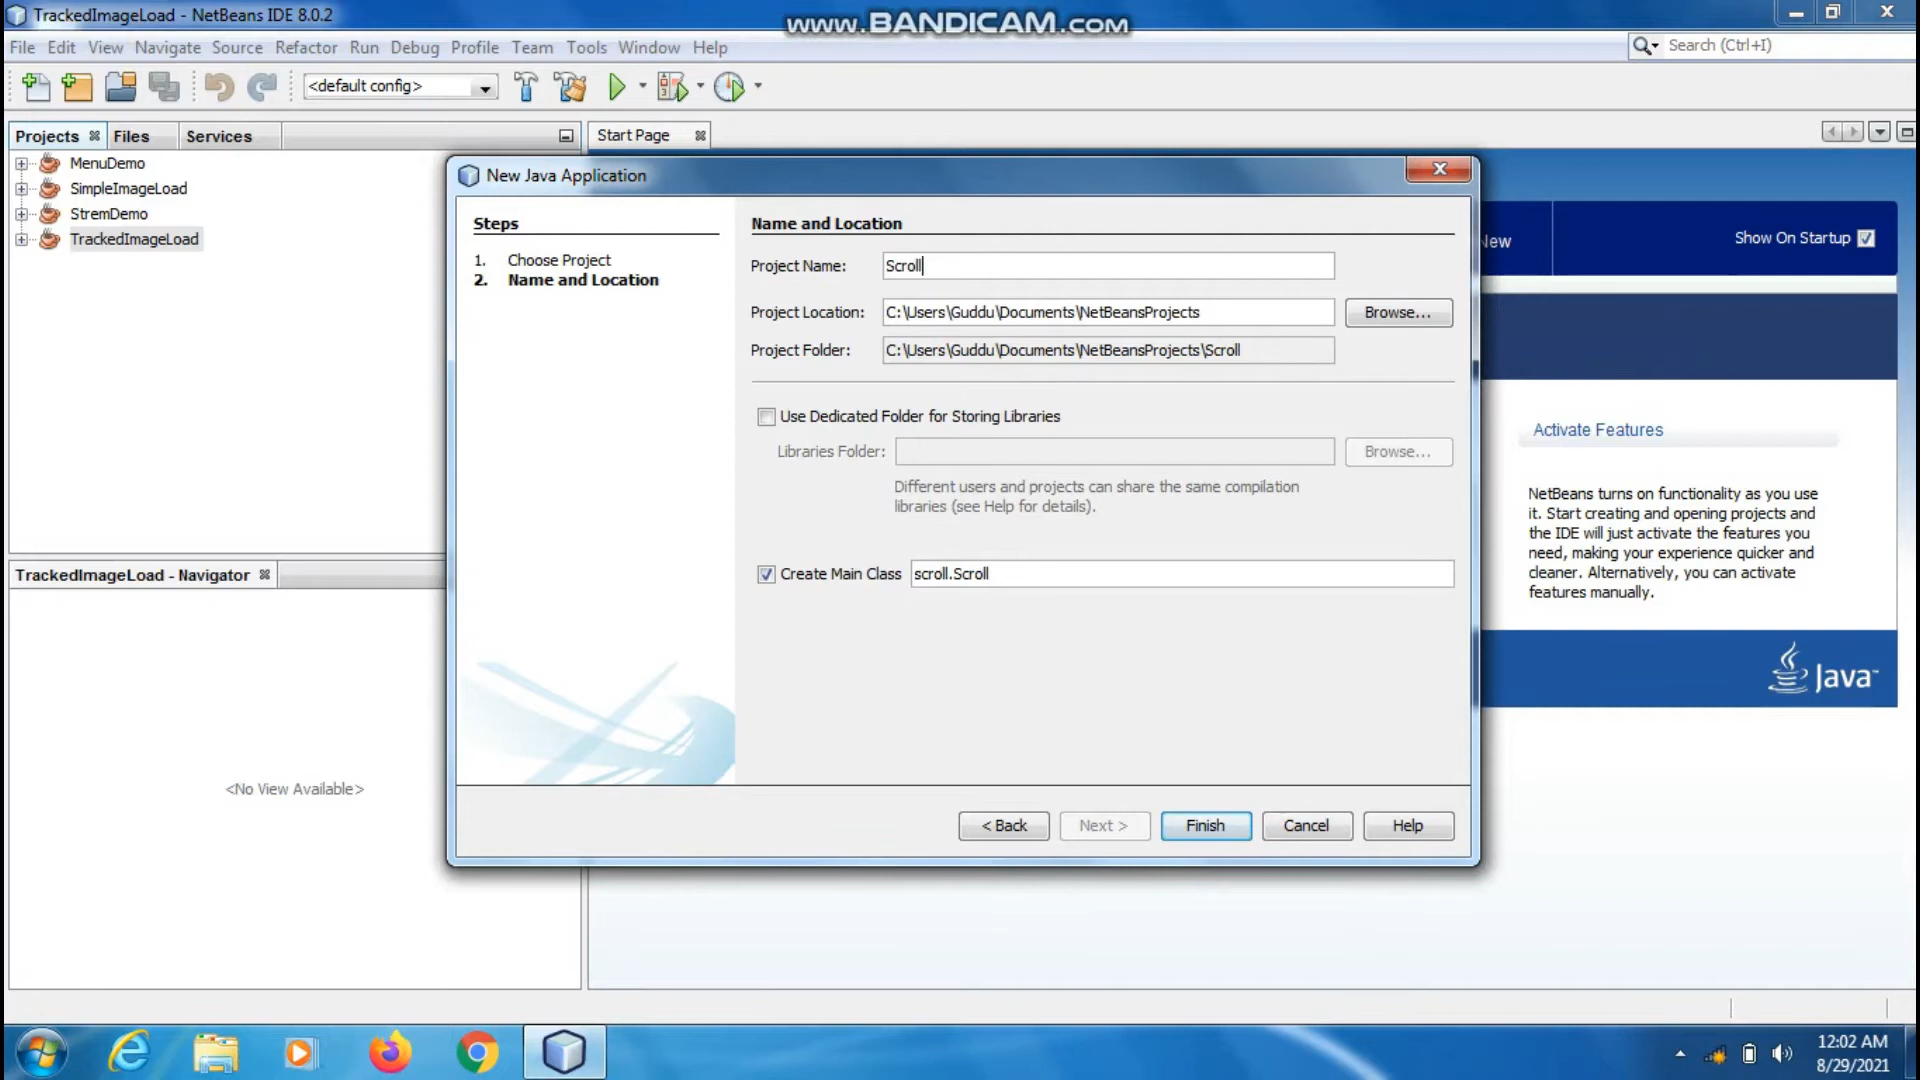 TrackedImageLoad - NetBeans IDE 8.0.2
www.BANDICAM.com
File Edit View Navigate Source Refactor Run Debug Profile Team Tools Window Help
Search (Ctrl+I)
<default config>
Projects Files Services
Start Page
MenuDemo
SimpleImageLoad
StremDemo
TrackedImageLoad
New Java Application
Steps
1. Choose Project
2. Name and Location
Name and Location
Project Name: Scroll
Project Location: C:\Users\Guddu\Documents\NetBeansProjects Browse...
Project Folder: C:\Users\Guddu\Documents\NetBeansProjects\Scroll
Use Dedicated Folder for Storing Libraries
Libraries Folder: Browse...
Different users and projects can share the same compilation
libraries (see Help for details).
Create Main Class scroll.Scroll
< Back Next > Finish Cancel Help
Show On Startup
Activate Features
NetBeans turns on functionality as you use
it. Start creating and opening projects and
the IDE will just activate the features you
need, making your experience quicker and
cleaner. Alternatively, you can activate
features manually.
Java™
TrackedImageLoad - Navigator
<No View Available>
12:02 AM
8/29/2021